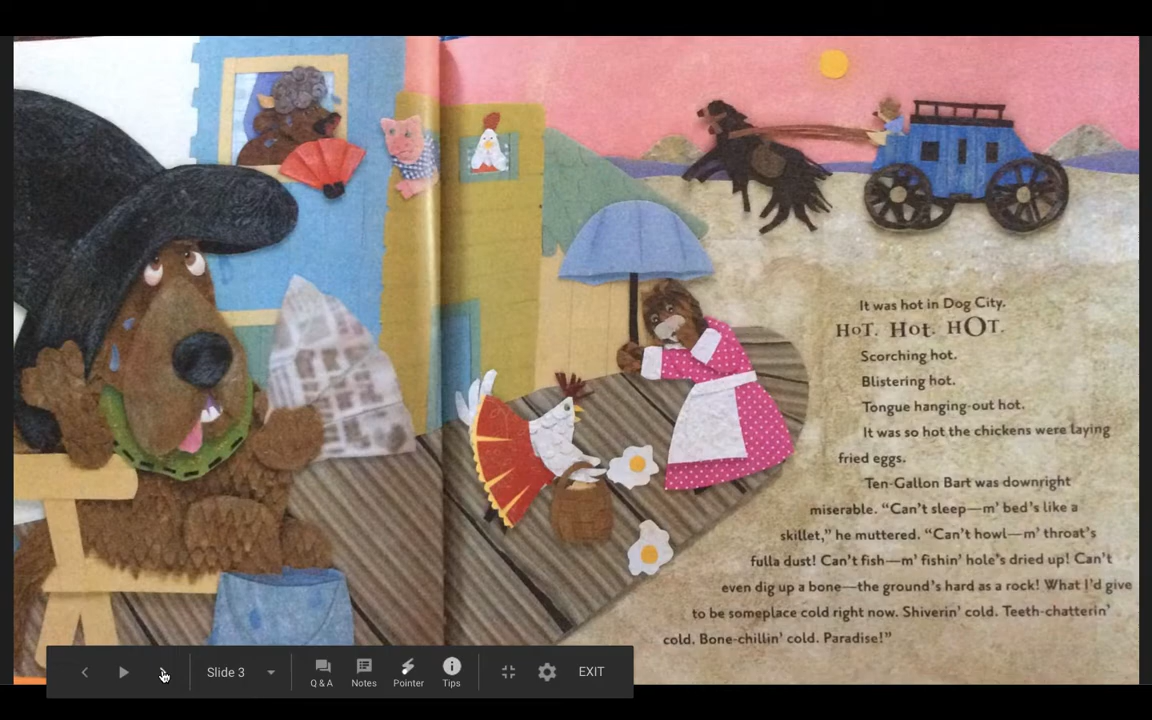 It was hot in Dog City.
HOT. Hot. HOT.
Scorching hot.
Blistering hot.
Tongue hanging-out hot.
It was so hot the chickens were laying
fried eggs.
Ten-Gallon Bart was downright
miserable. “Can’t sleep—m’ bed’s like a
skillet,” he muttered. “Can’t howl—m’ throat’s
fulla dust! Can’t fish—m’ fishin’ hole’s dried up! Can’t
even dig up a bone—the ground’s hard as a rock! What I’d give
to be someplace cold right now. Shiverin’ cold. Teeth-chatterin’
cold. Bone-chillin’ cold. Paradise!”
Slide 3
Q & A
Notes
Pointer
Tips
EXIT